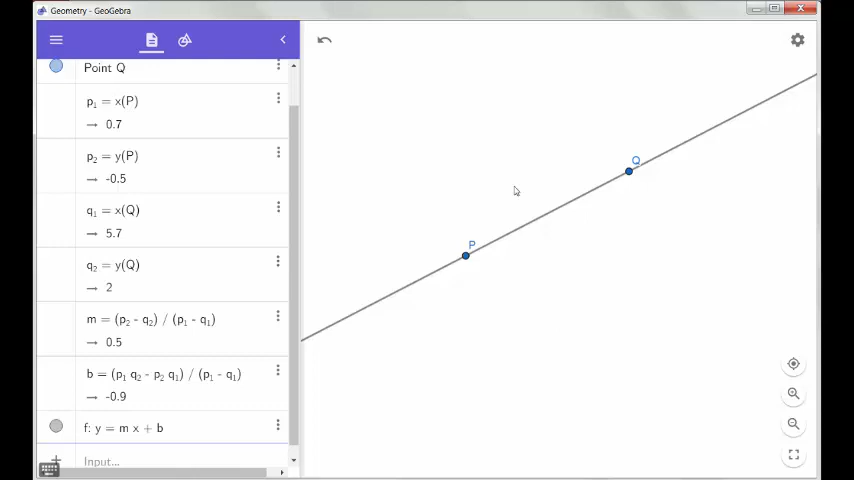 Geometry - GeoGebra
Point Q
p₁ = x(P)
→ 0.7
p₂ = y(P)
→ -0.5
q₁ = x(Q)
→ 5.7
q₂ = y(Q)
→ 2
m = (p₂ - q₂) / (p₁ - q₁)
→ 0.5
b = (p₁ q₂ - p₂ q₁) / (p₁ - q₁)
→ -0.9
f: y = m x + b
Input...
Q
P